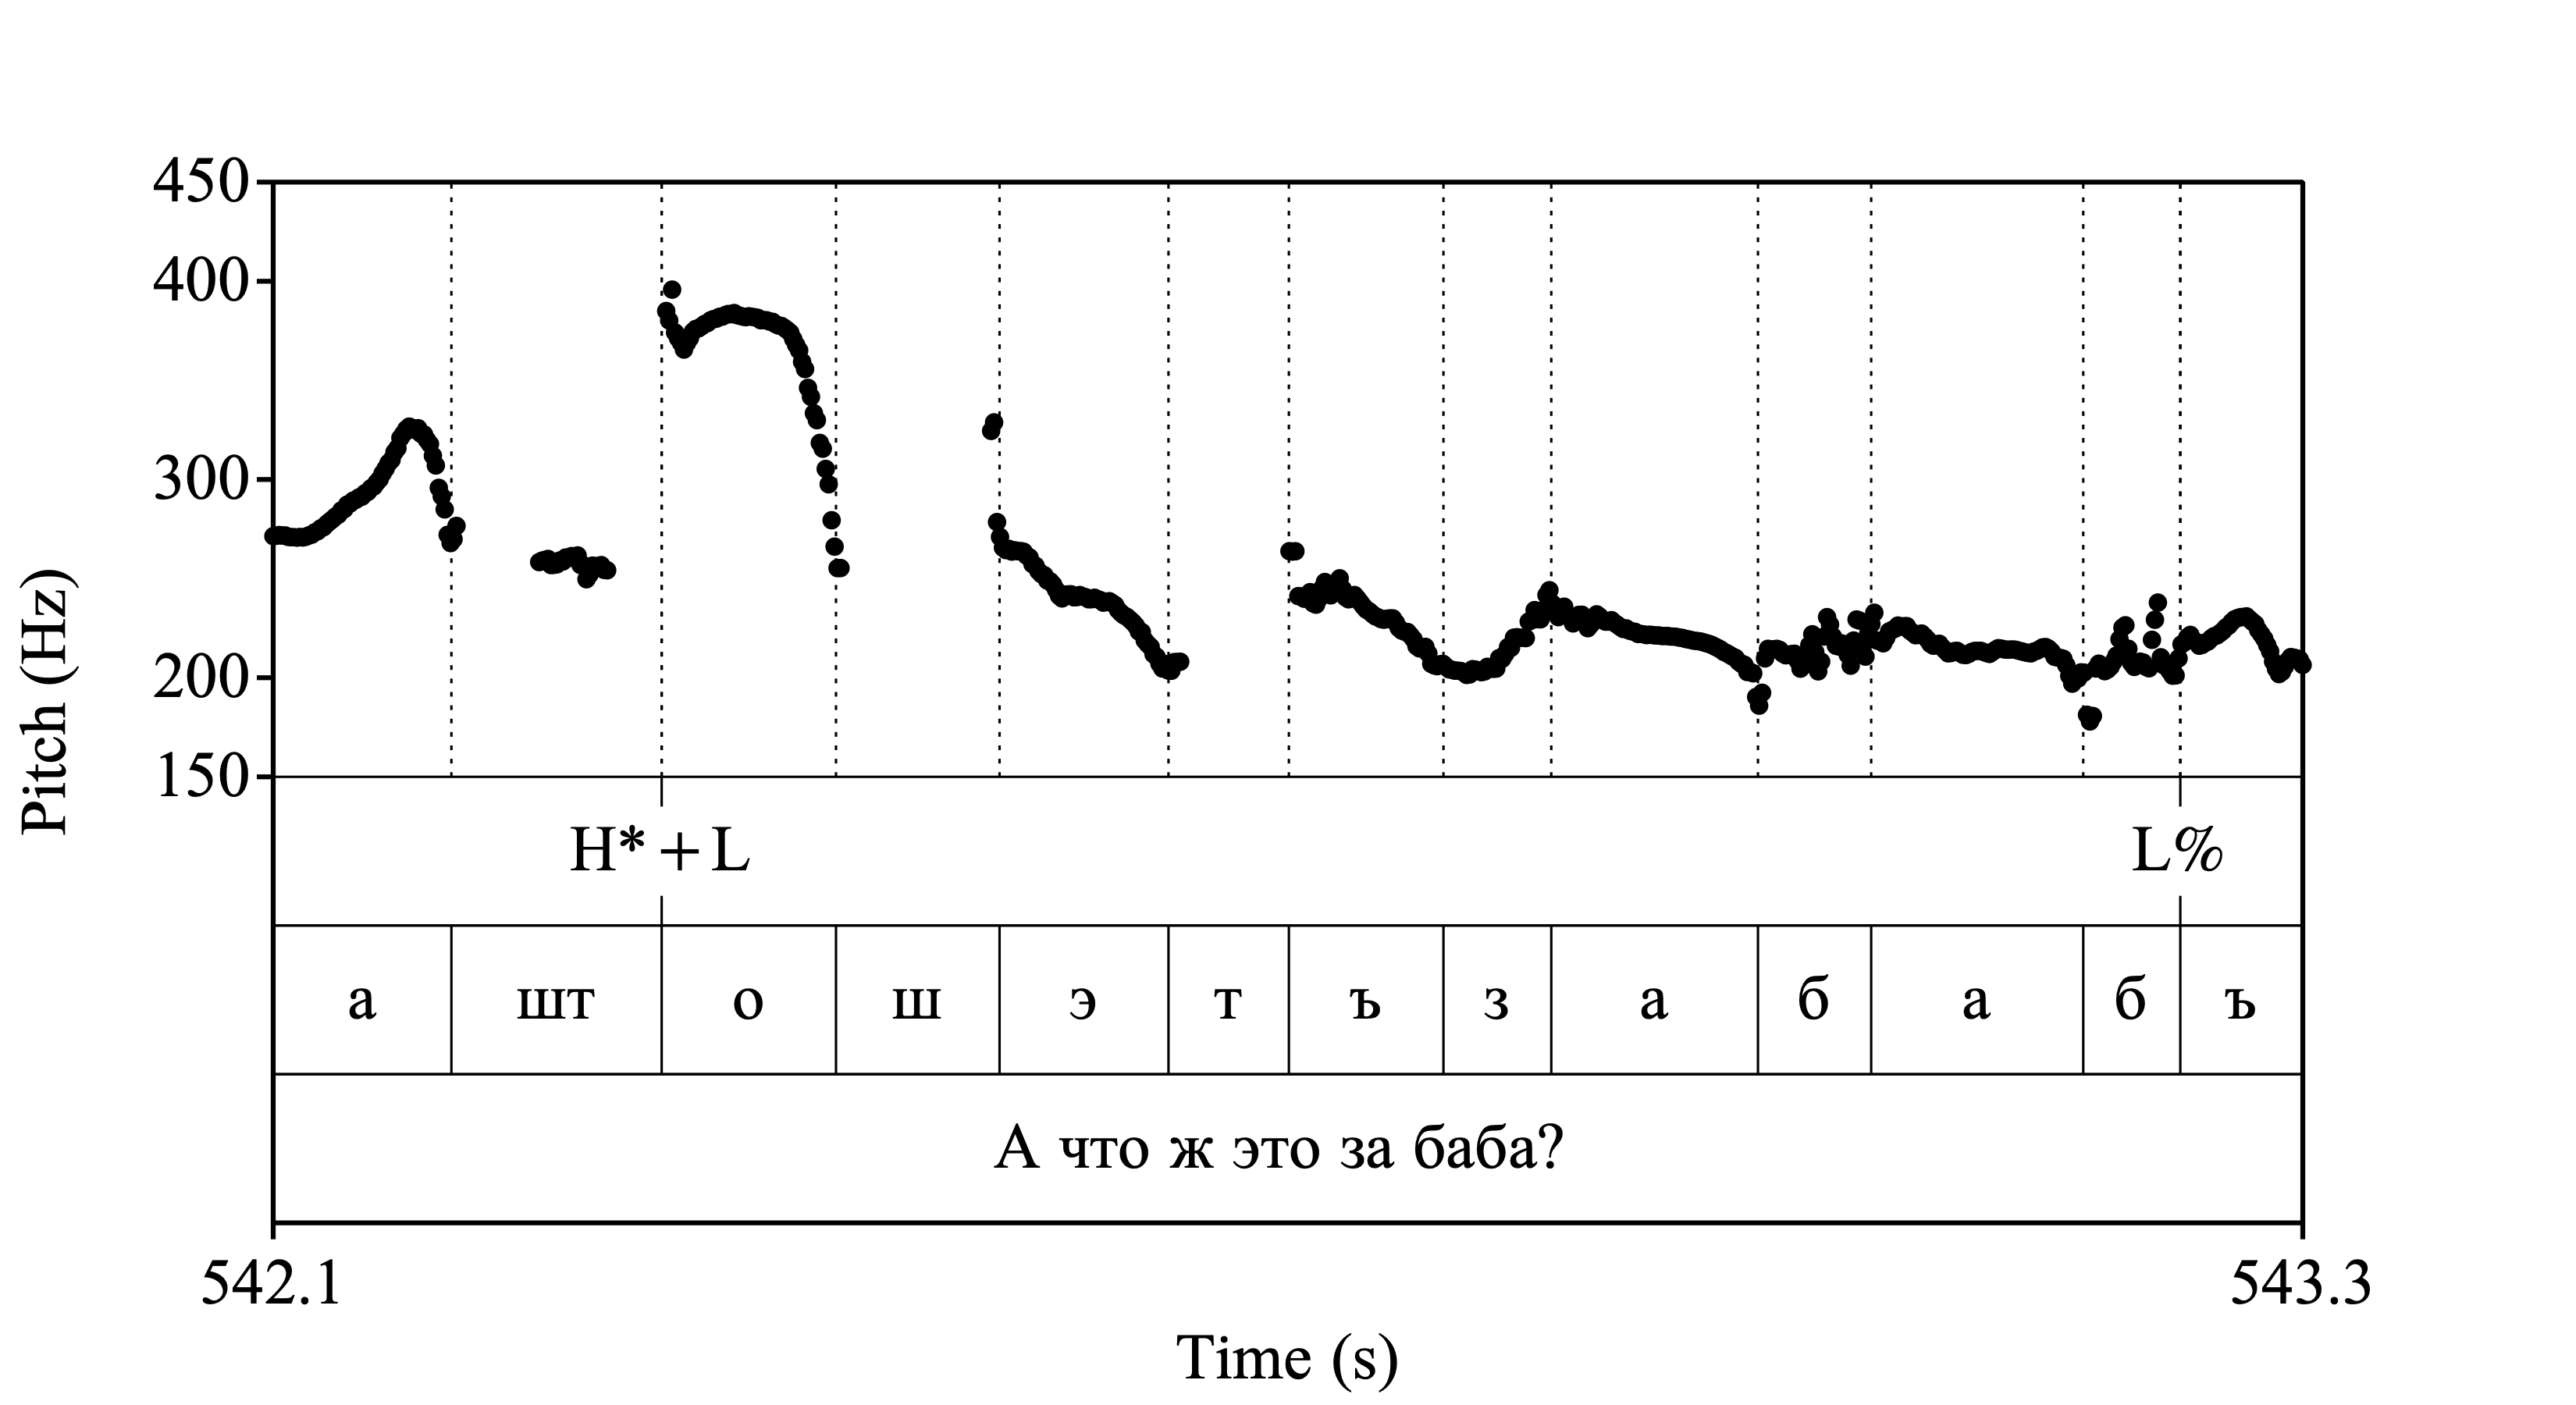 450
400
300
200
150
Pitch (Hz)
H*+L L%
а шт о ш э т ъ з а б а б ъ
А что ж это за баба?
542.1 543.3
Time (s)